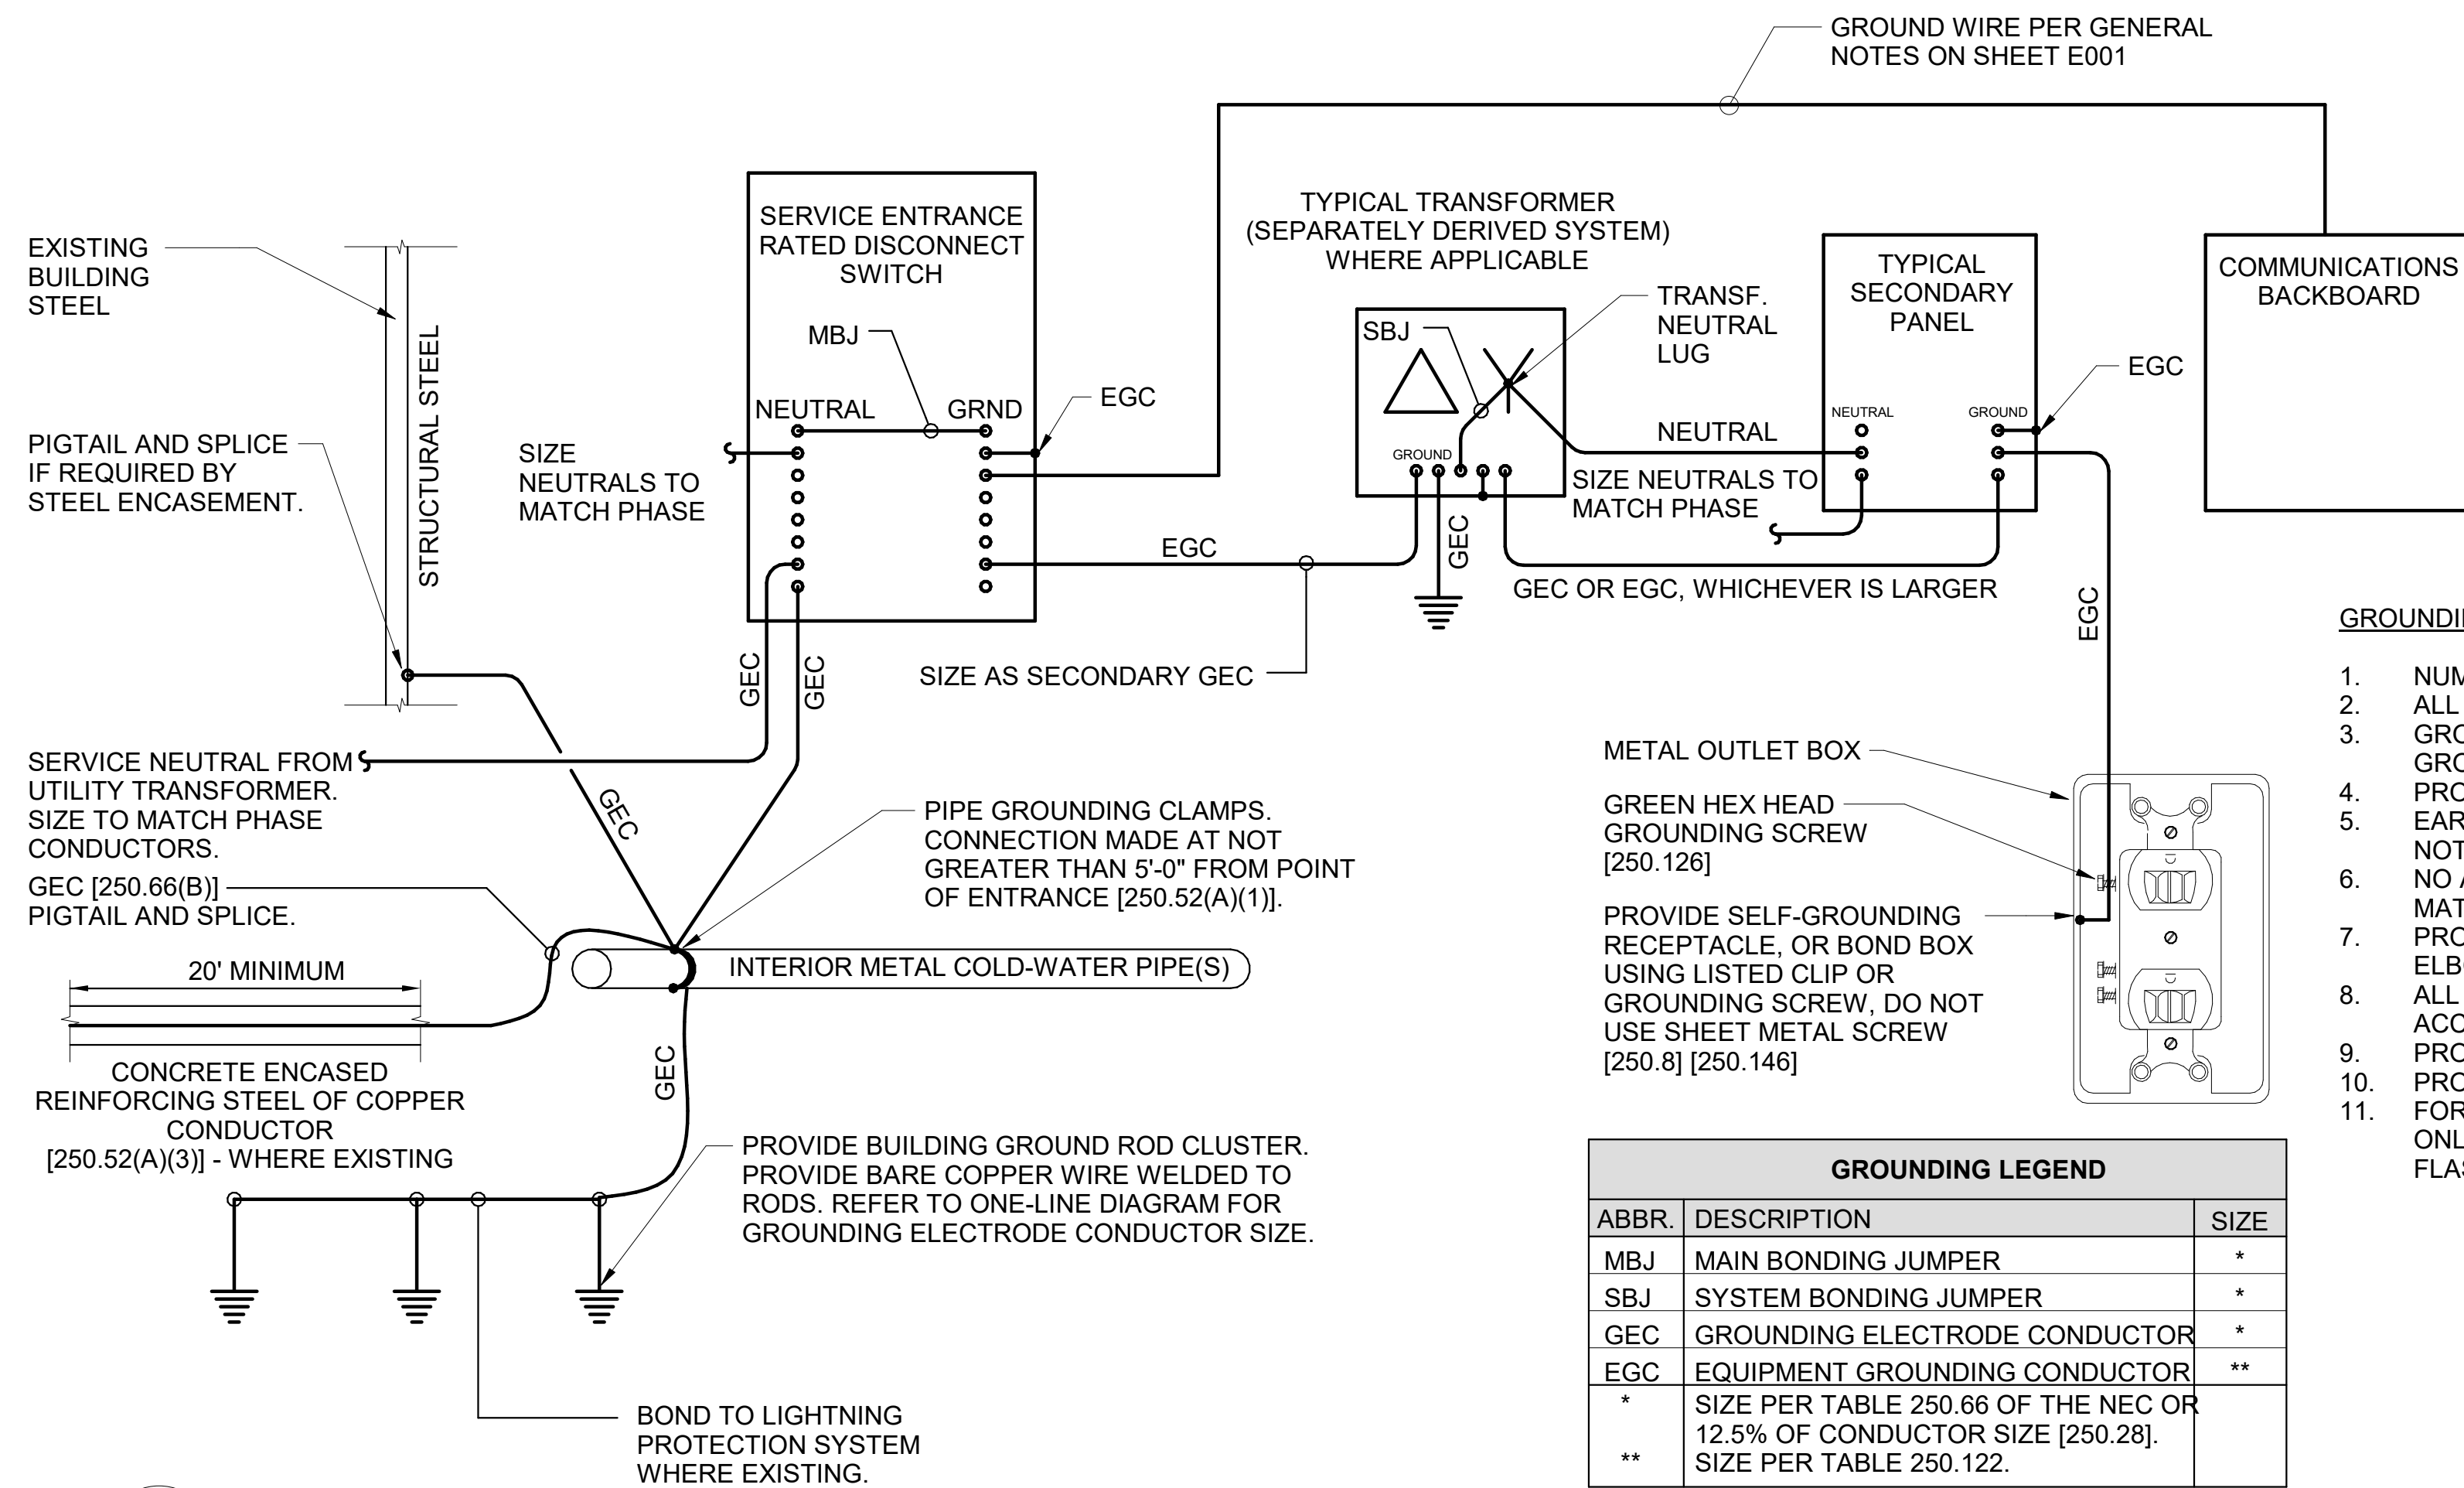 GROUND WIRE PER GENERAL
NOTES ON SHEET E001
EXISTING
BUILDING
STEEL
STRUCTURAL STEEL
PIGTAIL AND SPLICE
IF REQUIRED BY
STEEL ENCASEMENT.
SERVICE ENTRANCE
RATED DISCONNECT
SWITCH
MBJ
NEUTRAL
GRND
EGC
SIZE
NEUTRALS TO
MATCH PHASE
TYPICAL TRANSFORMER
(SEPARATELY DERIVED SYSTEM)
WHERE APPLICABLE
SBJ
TRANSF.
NEUTRAL
LUG
GROUND
NEUTRAL
SIZE NEUTRALS TO
MATCH PHASE
TYPICAL
SECONDARY
PANEL
NEUTRAL
GROUND
EGC
COMMUNICATIONS
BACKBOARD
EGC
GEC
GEC OR EGC, WHICHEVER IS LARGER
SIZE AS SECONDARY GEC
EGC
GEC
GEC
SERVICE NEUTRAL FROM
UTILITY TRANSFORMER.
SIZE TO MATCH PHASE
CONDUCTORS.
GEC
GEC [250.66(B)]
PIGTAIL AND SPLICE.
PIPE GROUNDING CLAMPS.
CONNECTION MADE AT NOT
GREATER THAN 5'-0" FROM POINT
OF ENTRANCE [250.52(A)(1)].
20' MINIMUM
INTERIOR METAL COLD-WATER PIPE(S)
CONCRETE ENCASED
REINFORCING STEEL OF COPPER
CONDUCTOR
[250.52(A)(3)] - WHERE EXISTING
GEC
PROVIDE BUILDING GROUND ROD CLUSTER.
PROVIDE BARE COPPER WIRE WELDED TO
RODS. REFER TO ONE-LINE DIAGRAM FOR
GROUNDING ELECTRODE CONDUCTOR SIZE.
BOND TO LIGHTNING
PROTECTION SYSTEM
WHERE EXISTING.
METAL OUTLET BOX
GREEN HEX HEAD
GROUNDING SCREW
[250.126]
PROVIDE SELF-GROUNDING
RECEPTACLE, OR BOND BOX
USING LISTED CLIP OR
GROUNDING SCREW, DO NOT
USE SHEET METAL SCREW
[250.8] [250.146]
GROUNDING LEGEND
ABBR. DESCRIPTION SIZE
MBJ MAIN BONDING JUMPER *
SBJ SYSTEM BONDING JUMPER *
GEC GROUNDING ELECTRODE CONDUCTOR *
EGC EQUIPMENT GROUNDING CONDUCTOR **
* SIZE PER TABLE 250.66 OF THE NEC OR
12.5% OF CONDUCTOR SIZE [250.28].
** SIZE PER TABLE 250.122.
1.
2. ALL
3.
4.
5.
6. NO
7.
8. ALL
9.
10.
11. FOR